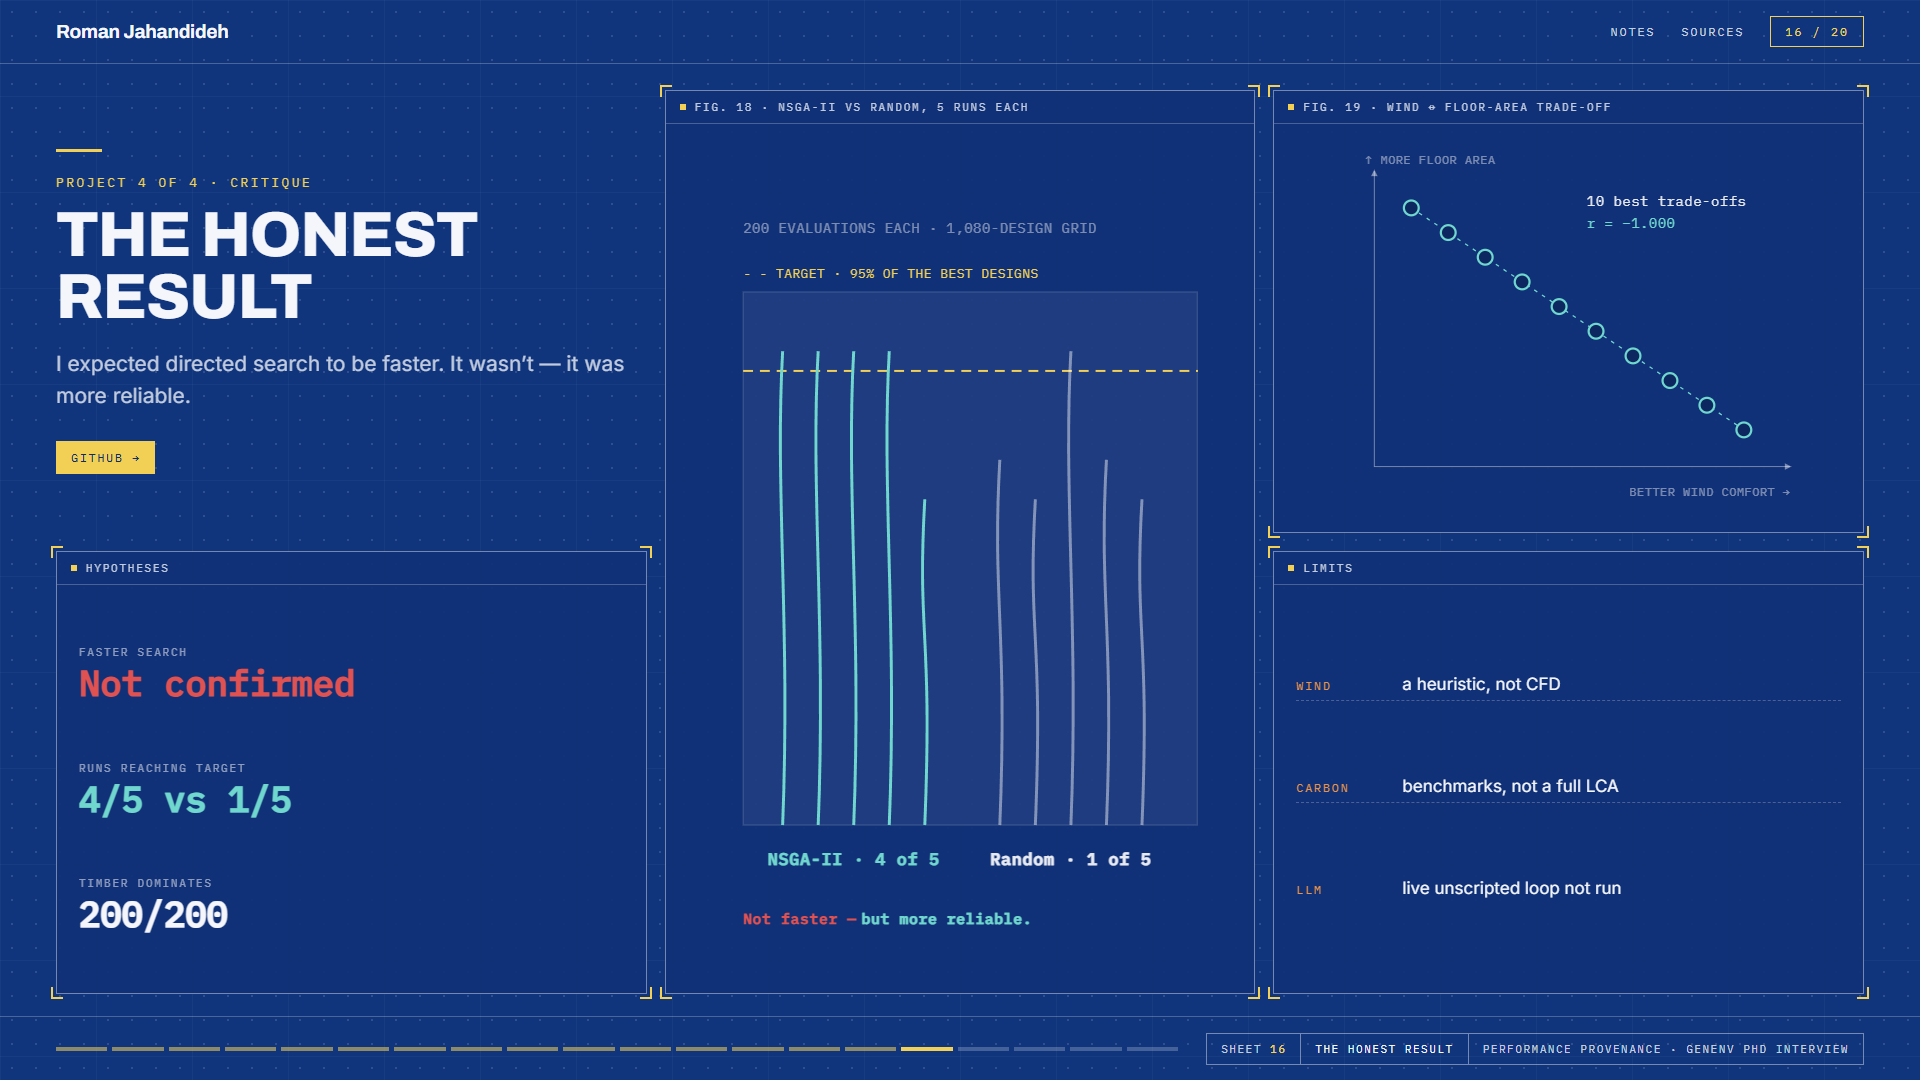 Roman Jahandideh
NOTES
SOURCES
16 / 20
PROJECT 4 OF 4 · CRITIQUE
THE HONEST
RESULT
I expected directed search to be faster. It wasn’t — it was
more reliable.
GITHUB →
HYPOTHESES
FASTER SEARCH
Not confirmed
RUNS REACHING TARGET
4/5 vs 1/5
TIMBER DOMINATES
200/200
FIG. 18 · NSGA-II VS RANDOM, 5 RUNS EACH
200 EVALUATIONS EACH · 1,080-DESIGN GRID
- - TARGET · 95% OF THE BEST DESIGNS
NSGA-II · 4 of 5
Random · 1 of 5
Not faster — but more reliable.
FIG. 19 · WIND ⇔ FLOOR-AREA TRADE-OFF
↑ MORE FLOOR AREA
10 best trade-offs
r = −1.000
BETTER WIND COMFORT →
LIMITS
WIND a heuristic, not CFD
CARBON benchmarks, not a full LCA
LLM live unscripted loop not run
SHEET 16
THE HONEST RESULT
PERFORMANCE PROVENANCE · GENENV PHD INTERVIEW